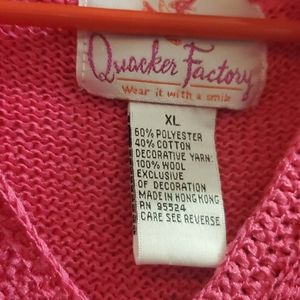 Quacker Factory
Wear it with a smile
XL
60% POLYESTER
40% COTTON
DECORATIVE YARN:
100% WOOL
EXCLUSIVE
OF DECORATION
MADE IN HONG KONG
RN 95524
CARE SEE REVERSE